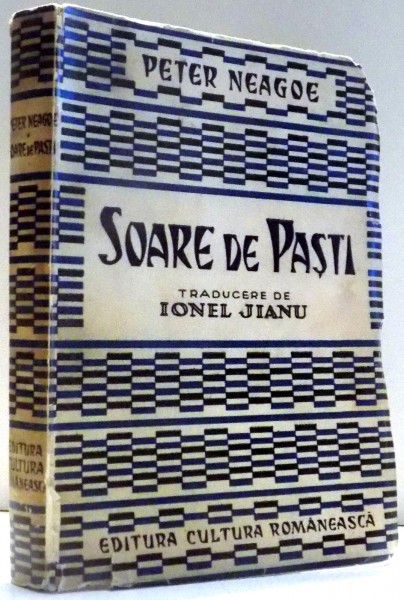 PETER NEAGOE
SOARE DE PAȘTI
TRADUCERE DE
IONEL JIANU
EDITURA CULTURA ROMÂNEASCĂ
PETER NEAGOE
SOARE DE PAȘTI
EDITURA
CULTURA
ROMÂNEASCĂ